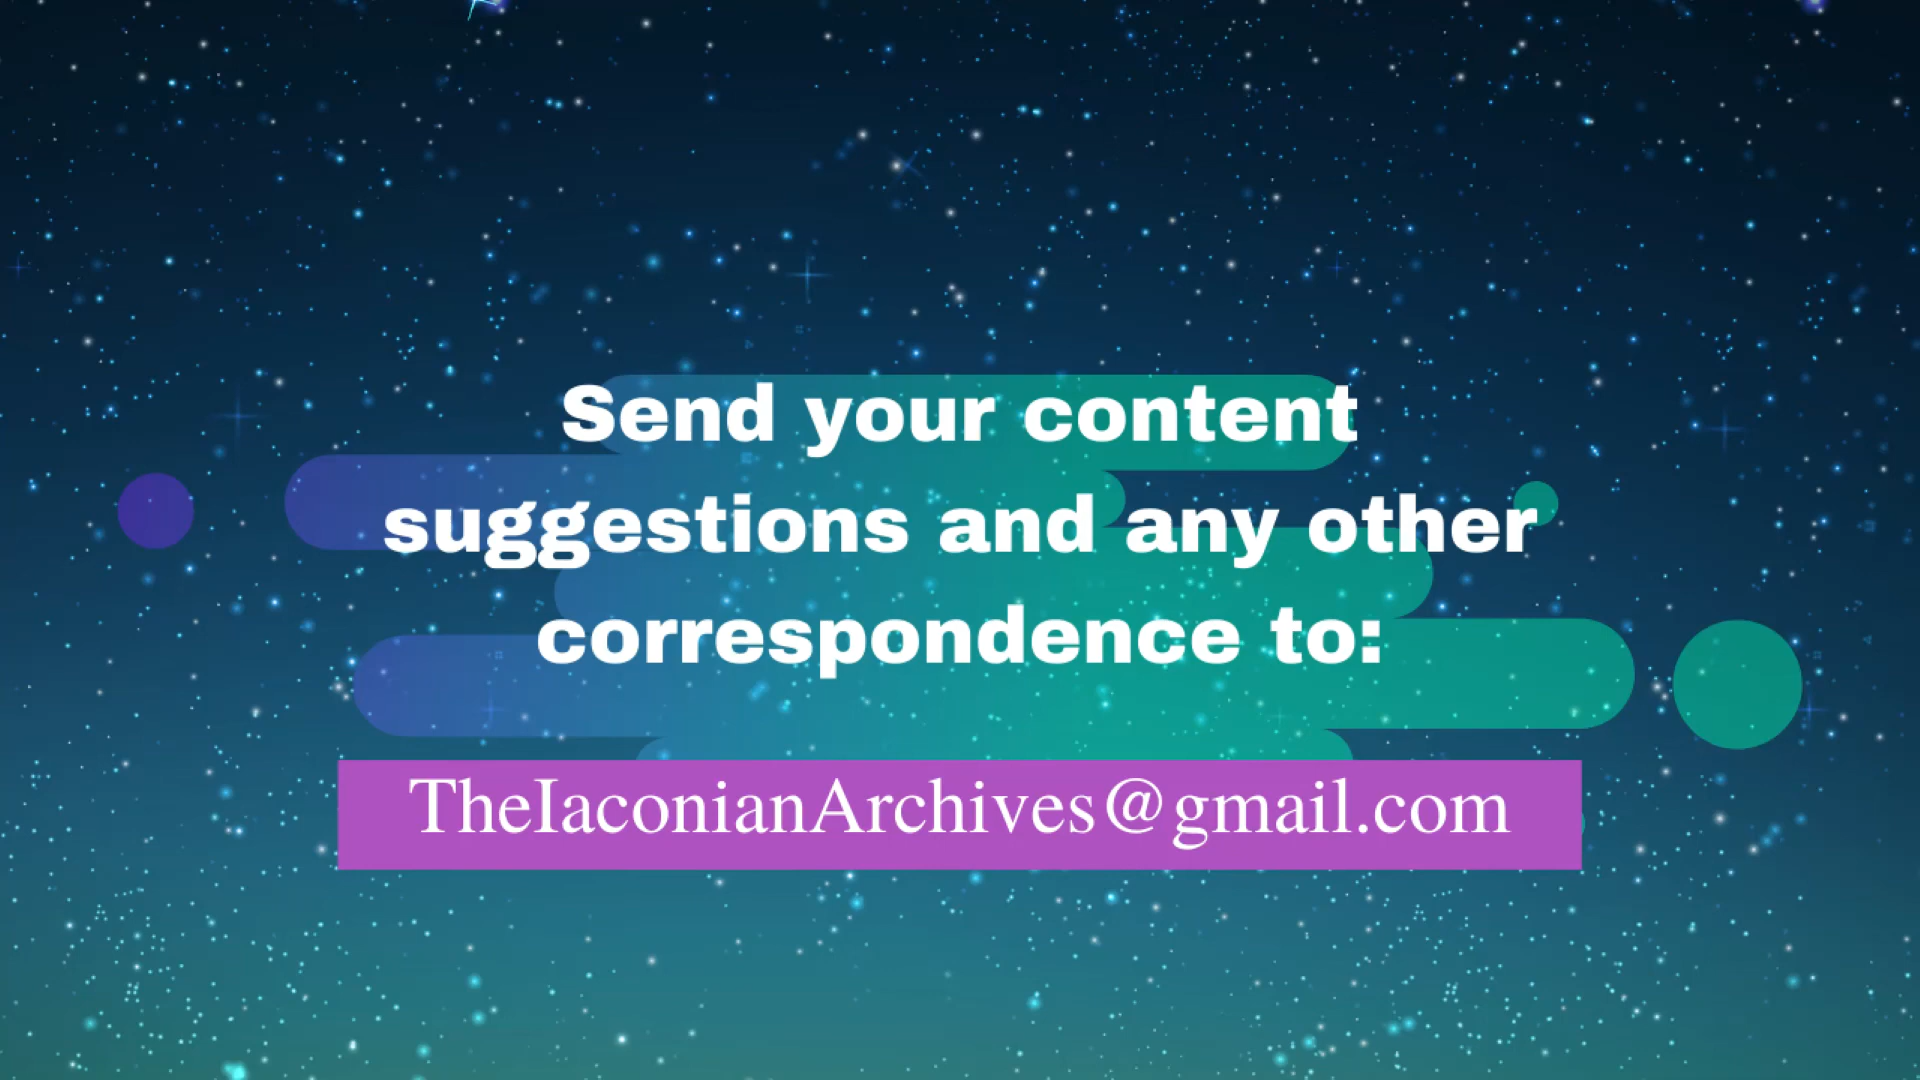 Send your content
suggestions and any other
correspondence to:
TheIaconianArchives@gmail.com